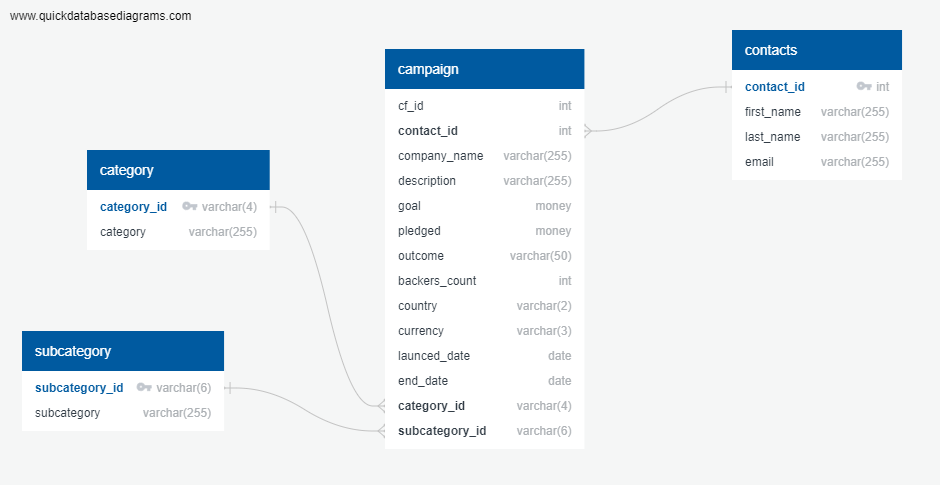 www.quickdatabasediagrams.com
campaign
cf_id int
contact_id int
company_name varchar(255)
description varchar(255)
goal money
pledged money
outcome varchar(50)
backers_count int
country varchar(2)
currency varchar(3)
launced_date date
end_date date
category_id varchar(4)
subcategory_id varchar(6)
contacts
contact_id int
first_name varchar(255)
last_name varchar(255)
email varchar(255)
category
category_id varchar(4)
category varchar(255)
subcategory
subcategory_id varchar(6)
subcategory varchar(255)